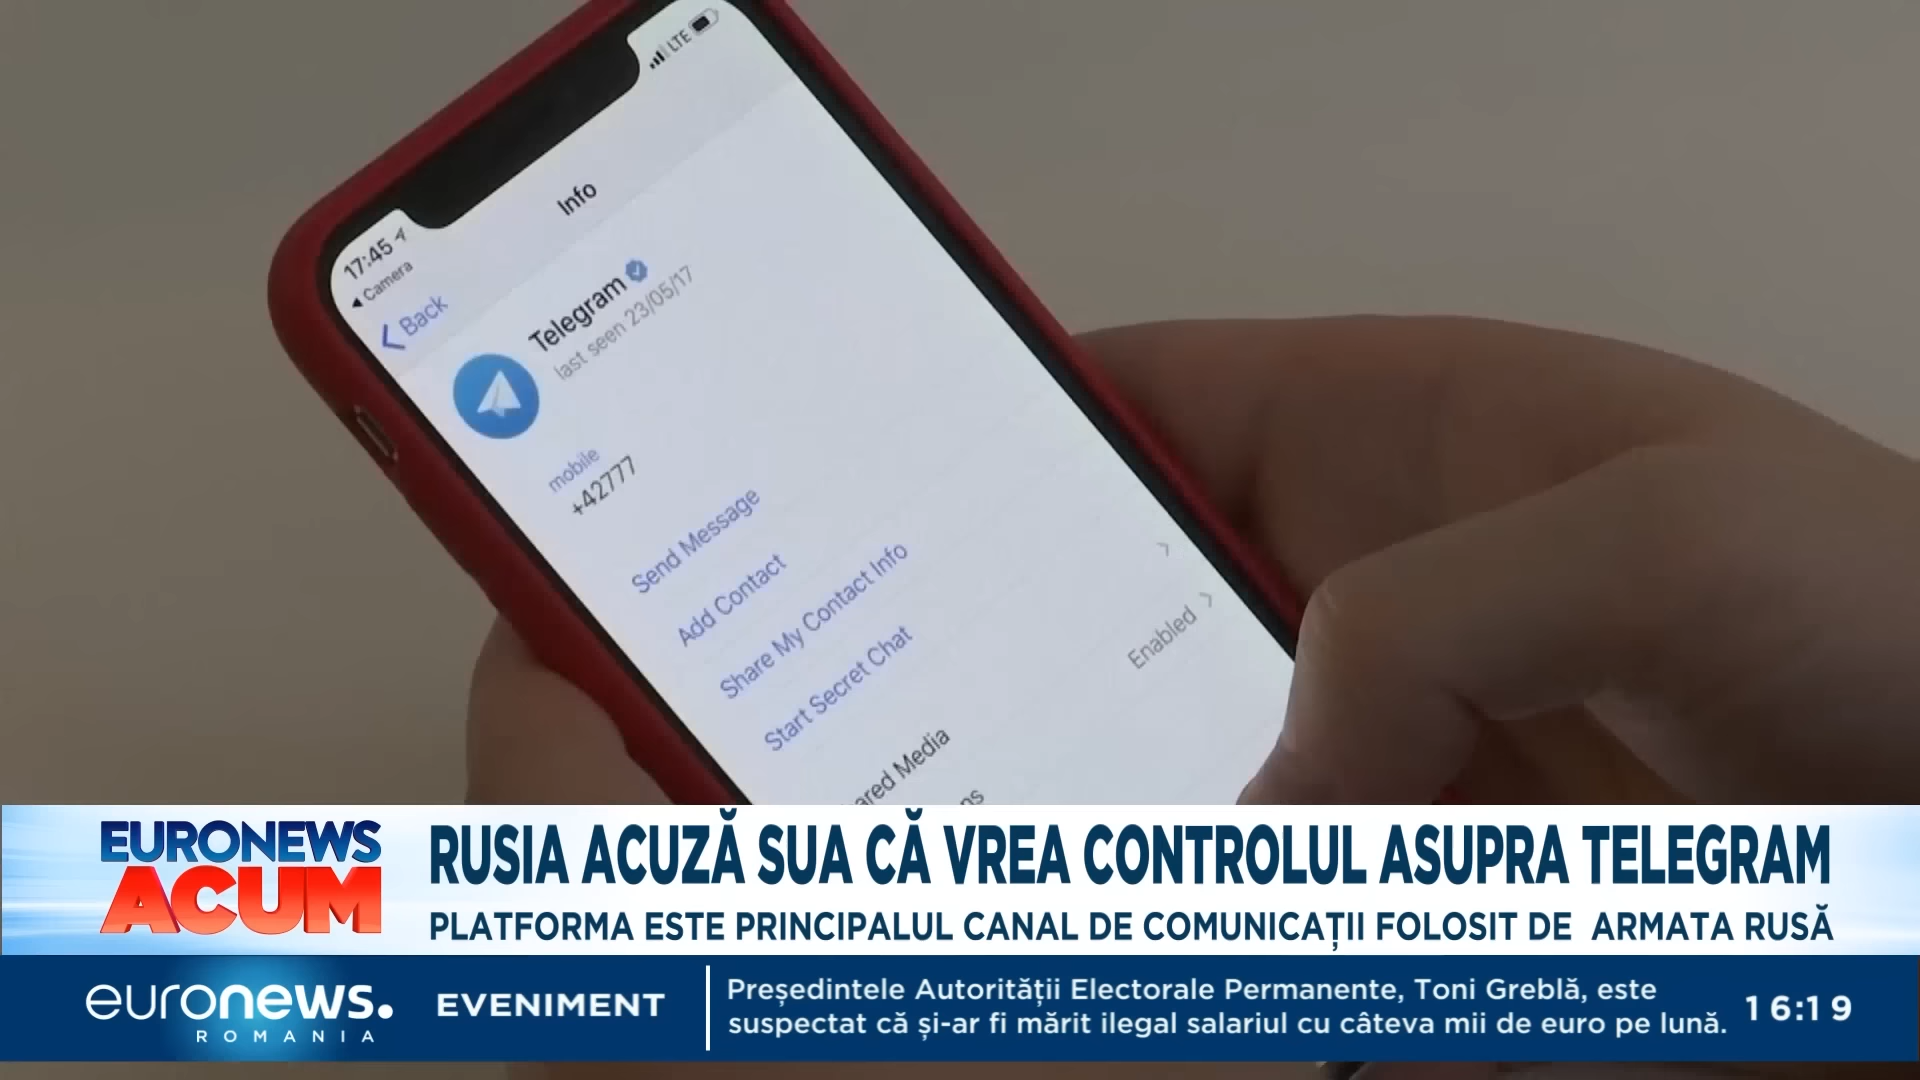 LTE
17:45
Camera
Info
Back
Telegram
last seen 23/05/17
mobile
+42777
Send Message
Add Contact
Share My Contact Info
Start Secret Chat
Enabled
ared Media
ns
EURONEWS
ACUM
RUSIA ACUZĂ SUA CĂ VREA CONTROLUL ASUPRA TELEGRAM
PLATFORMA ESTE PRINCIPALUL CANAL DE COMUNICAȚII FOLOSIT DE ARMATA RUSĂ
euronews.
ROMANIA
EVENIMENT
Președintele Autorității Electorale Permanente, Toni Greblă, este
suspectat că și-ar fi mărit ilegal salariul cu câteva mii de euro pe lună.
16:19